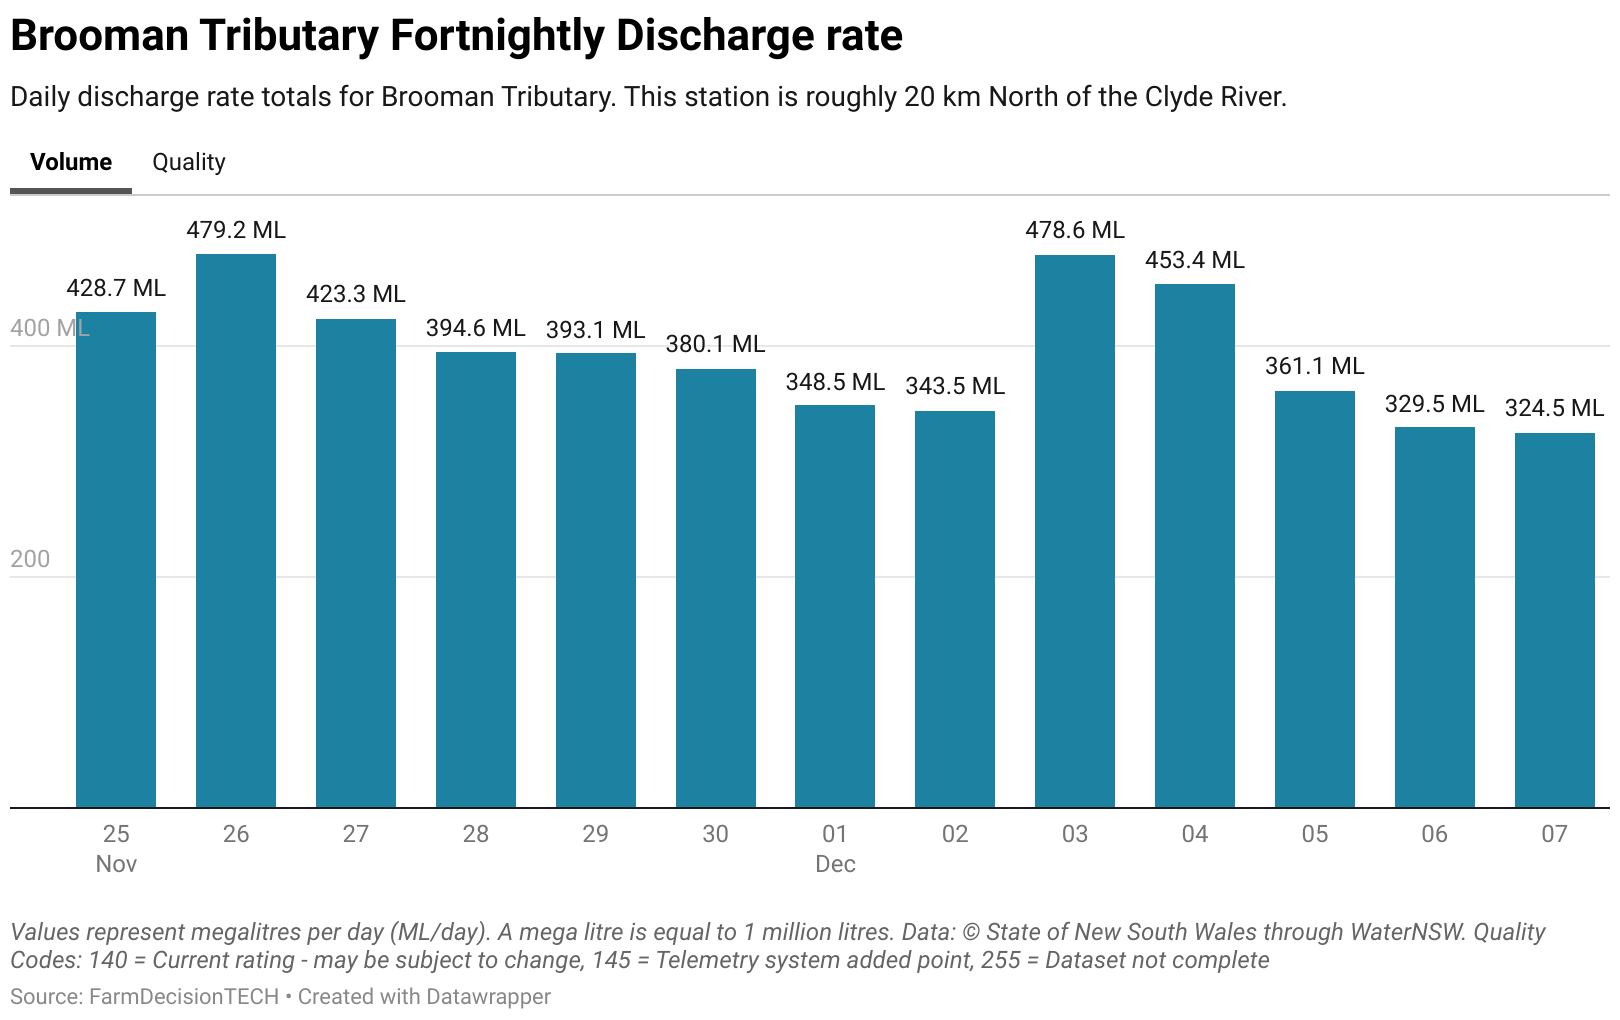 Brooman Tributary Fortnightly Discharge rate
Daily discharge rate totals for Brooman Tributary. This station is roughly 20 km North of the Clyde River.
Volume Quality
479.2 ML 478.6 ML
453.4 ML
428.7 ML 423.3 ML
400 ML 394.6 ML 393.1 ML 380.1 ML
361.1 ML
348.5 ML 343.5 ML
329.5 ML 324.5 ML
200
25 26 27 28 29 30 01 02 03 04 05 06 07
Nov Dec
Values represent megalitres per day (ML/day). A mega litre is equal to 1 million litres. Data: © State of New South Wales through WaterNSW. Quality
Codes: 140 = Current rating - may be subject to change, 145 = Telemetry system added point, 255 = Dataset not complete
Source: FarmDecisionTECH • Created with Datawrapper